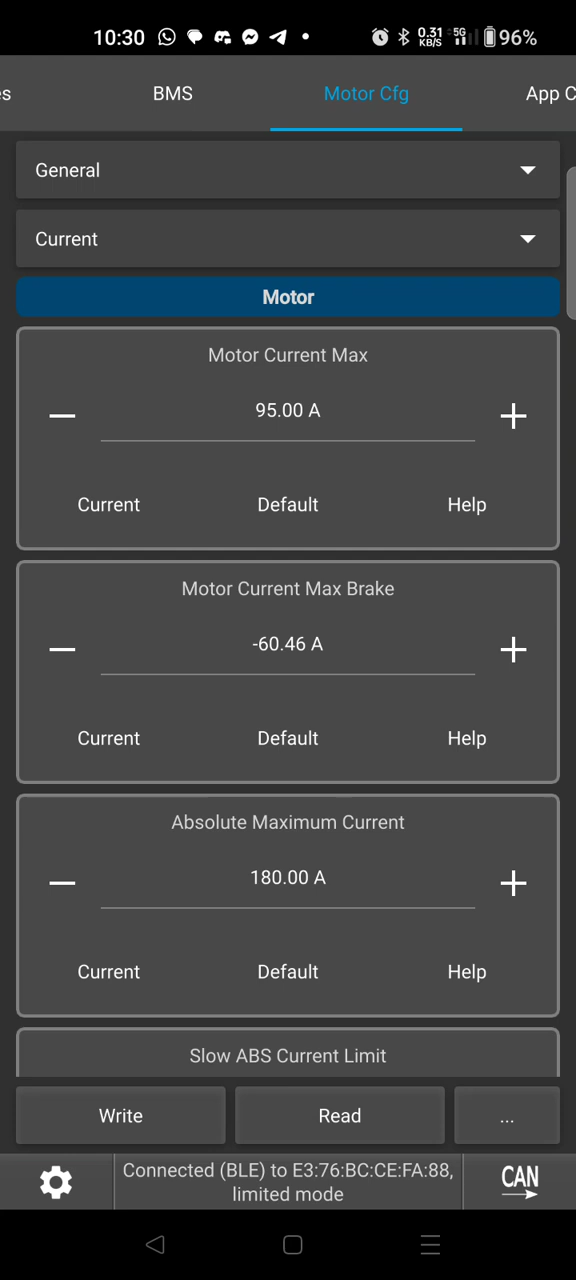 10:30 0.31 KB/S 5G 96%
es BMS Motor Cfg App C
General
Current
Motor
Motor Current Max
95.00 A
Current Default Help
Motor Current Max Brake
-60.46 A
Current Default Help
Absolute Maximum Current
180.00 A
Current Default Help
Slow ABS Current Limit
Write Read ...
Connected (BLE) to E3:76:BC:CE:FA:88,
limited mode
CAN